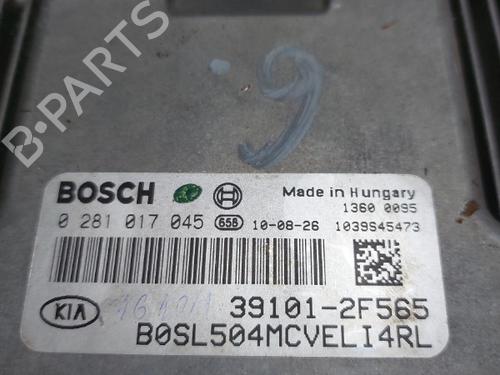 B-PARTS
9
BOSCH
Made in Hungary
0 281 017 045 65B 10-08-26
1360 0095
1039S45473
KIA
39101-2F565
B0SL504MCVELI4RL